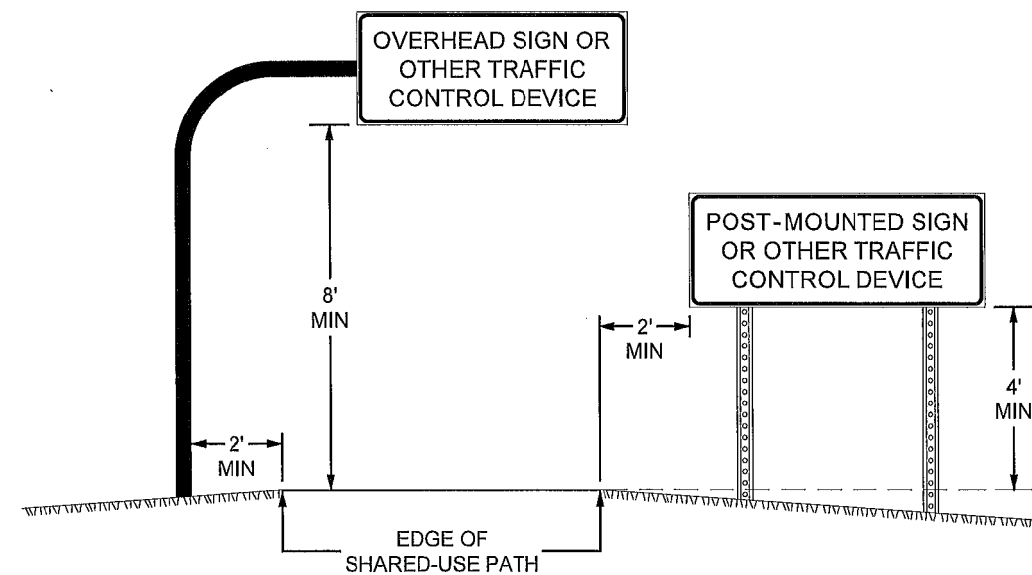 OVERHEAD SIGN OR
OTHER TRAFFIC
CONTROL DEVICE
POST-MOUNTED SIGN
OR OTHER TRAFFIC
CONTROL DEVICE
8'
MIN
2'
MIN
4'
MIN
2'
MIN
EDGE OF
SHARED-USE PATH